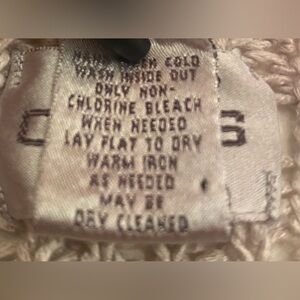 COLD
WASH INSIDE OUT
ONLY NON-
CHLORINE BLEACH
WHEN NEEDED
LAY FLAT TO DRY
WARM IRON
AS NEEDED
MAY BE
DRY CLEANED